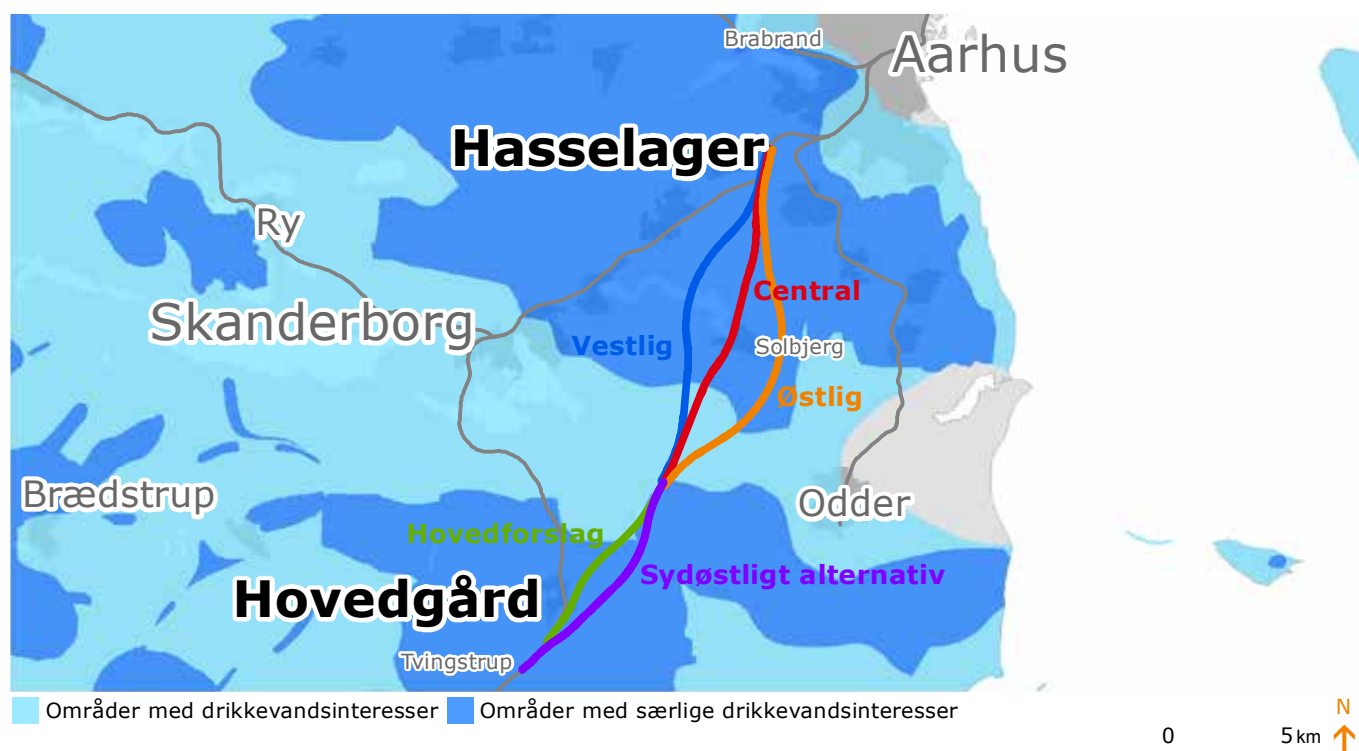 Brabrand
Aarhus
Hasselager
Ry
Central
Skanderborg
Vestlig
Solbjerg
Østlig
Brædstrup
Odder
Hovedforslag
Sydøstligt alternativ
Hovedgård
Tvingstrup
Områder med drikkevandsinteresser
Områder med særlige drikkevandsinteresser
N
0
5 km